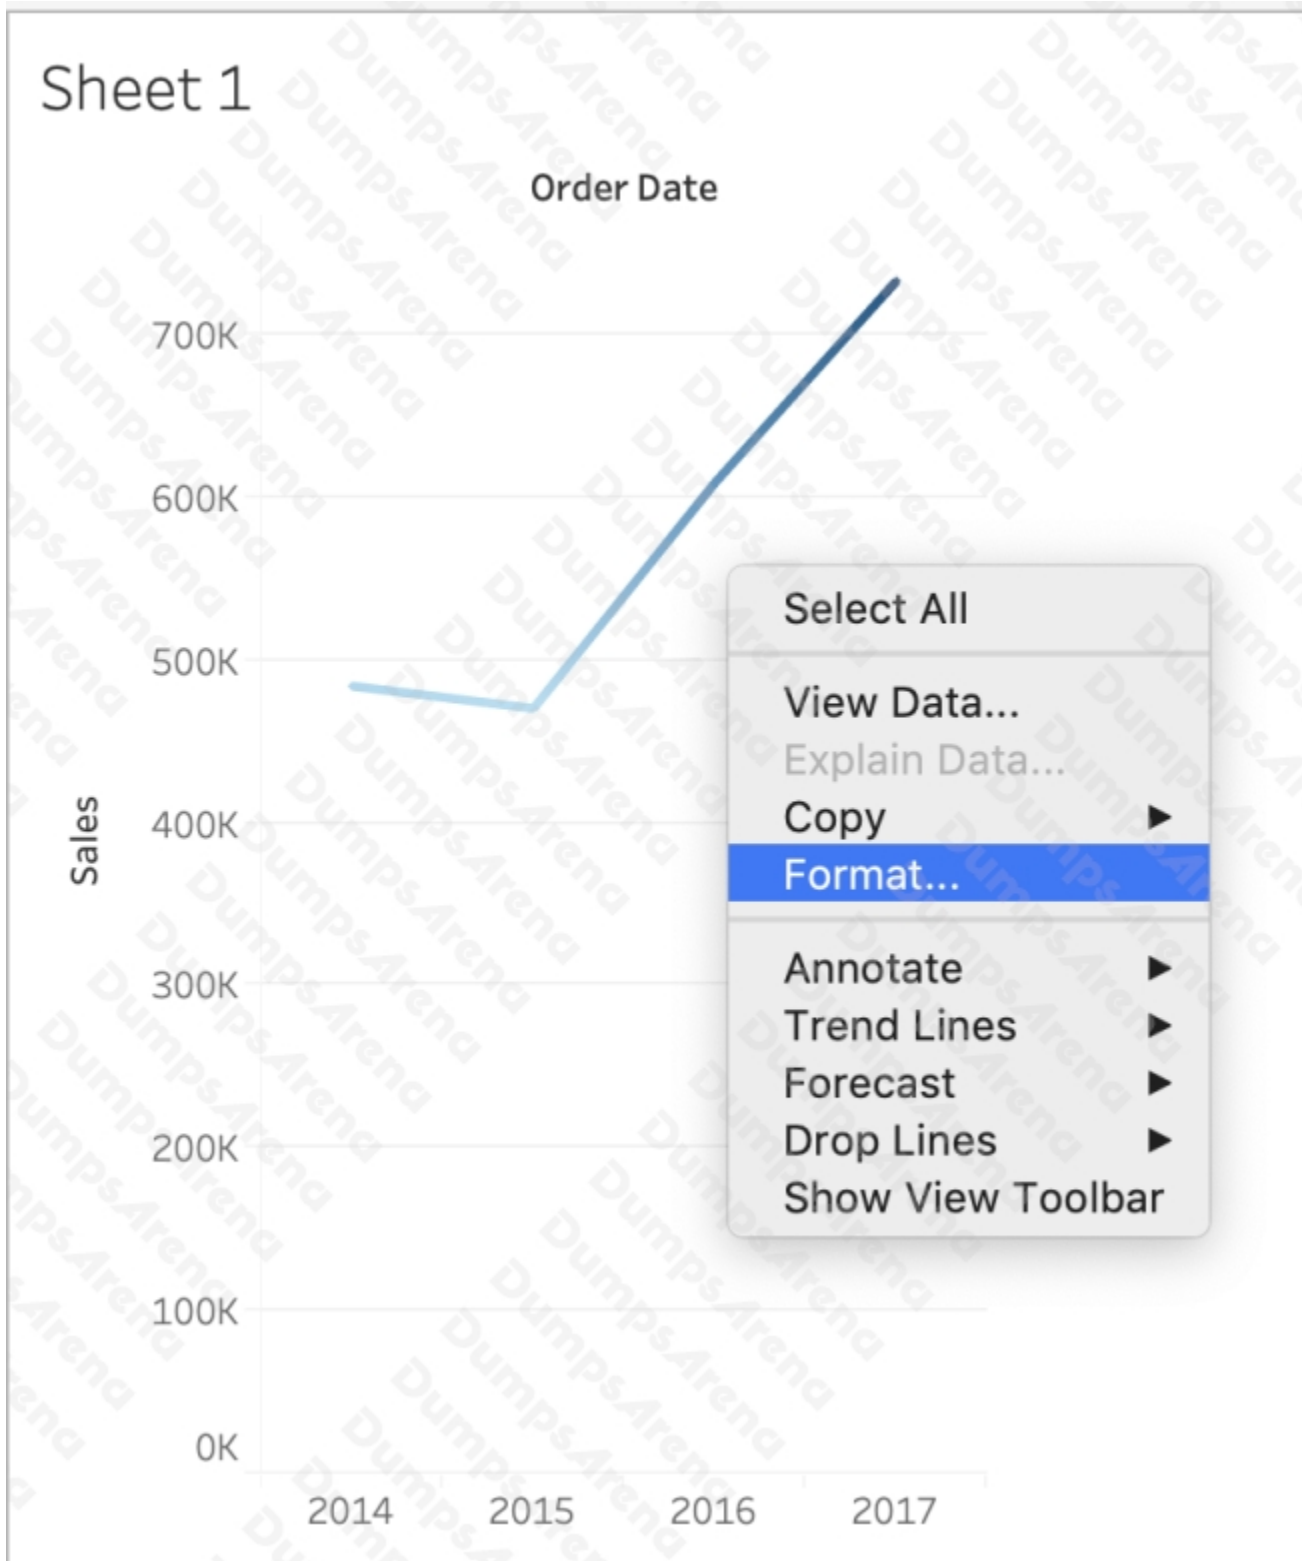 Sheet 1
Order Date
700K
600K
500K
400K
300K
200K
100K
0K
Sales
2014 2015 2016 2017
Select All
View Data...
Explain Data...
Copy
Format...
Annotate
Trend Lines
Forecast
Drop Lines
Show View Toolbar
DumpsArena